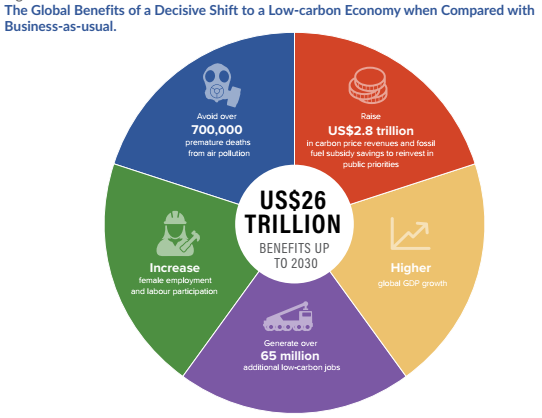 The Global Benefits of a Decisive Shift to a Low-carbon Economy when Compared with
Business-as-usual.
Avoid over
700,000
premature deaths
from air pollution
Raise
US$2.8 trillion
in carbon price revenues and fossil
fuel subsidy savings to reinvest in
public priorities
US$26
TRILLION
BENEFITS UP
TO 2030
Increase
female employment
and labour participation
Higher
global GDP growth
Generate over
65 million
additional low-carbon jobs